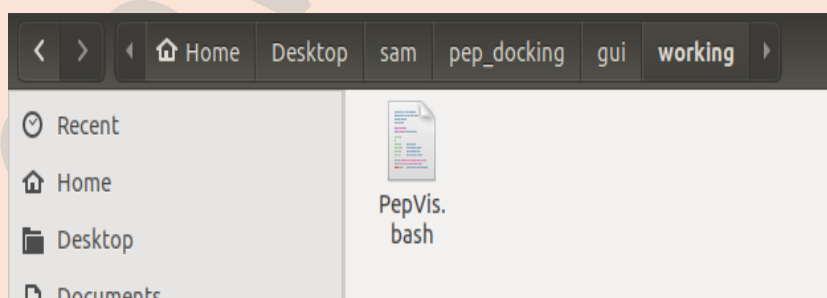 Home Desktop sam pep_docking gui working
Recent
Home
Desktop
Documents
PepVis.
bash